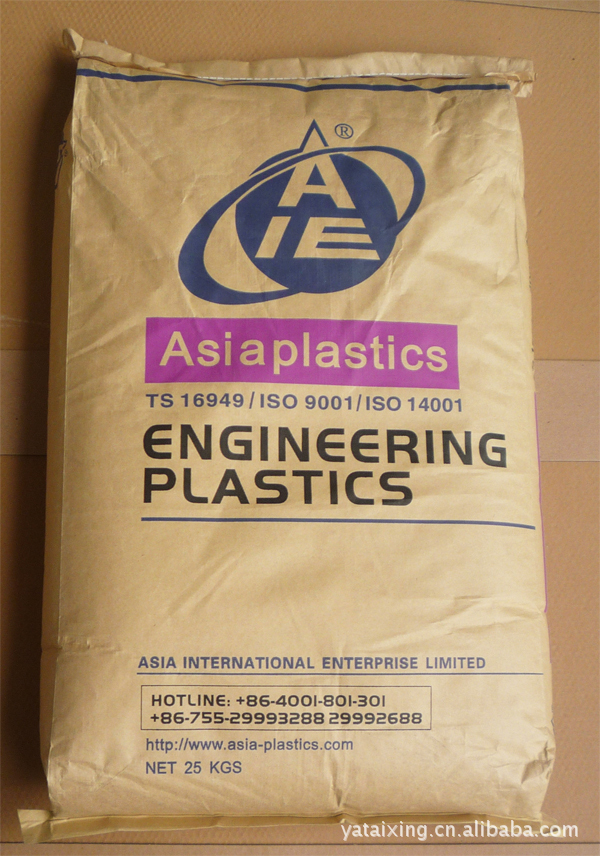 A
iE
®
Asiaplastics
TS 16949/ISO 9001/ISO 14001
ENGINEERING
PLASTICS
ASIA INTERNATIONAL ENTERPRISE LIMITED
HOTLINE: +86-4001-801-301
+86-755-29993288 29992688
http://www.asia-plastics.com
NET 25 KGS
yataixing.cn.alibaba.com